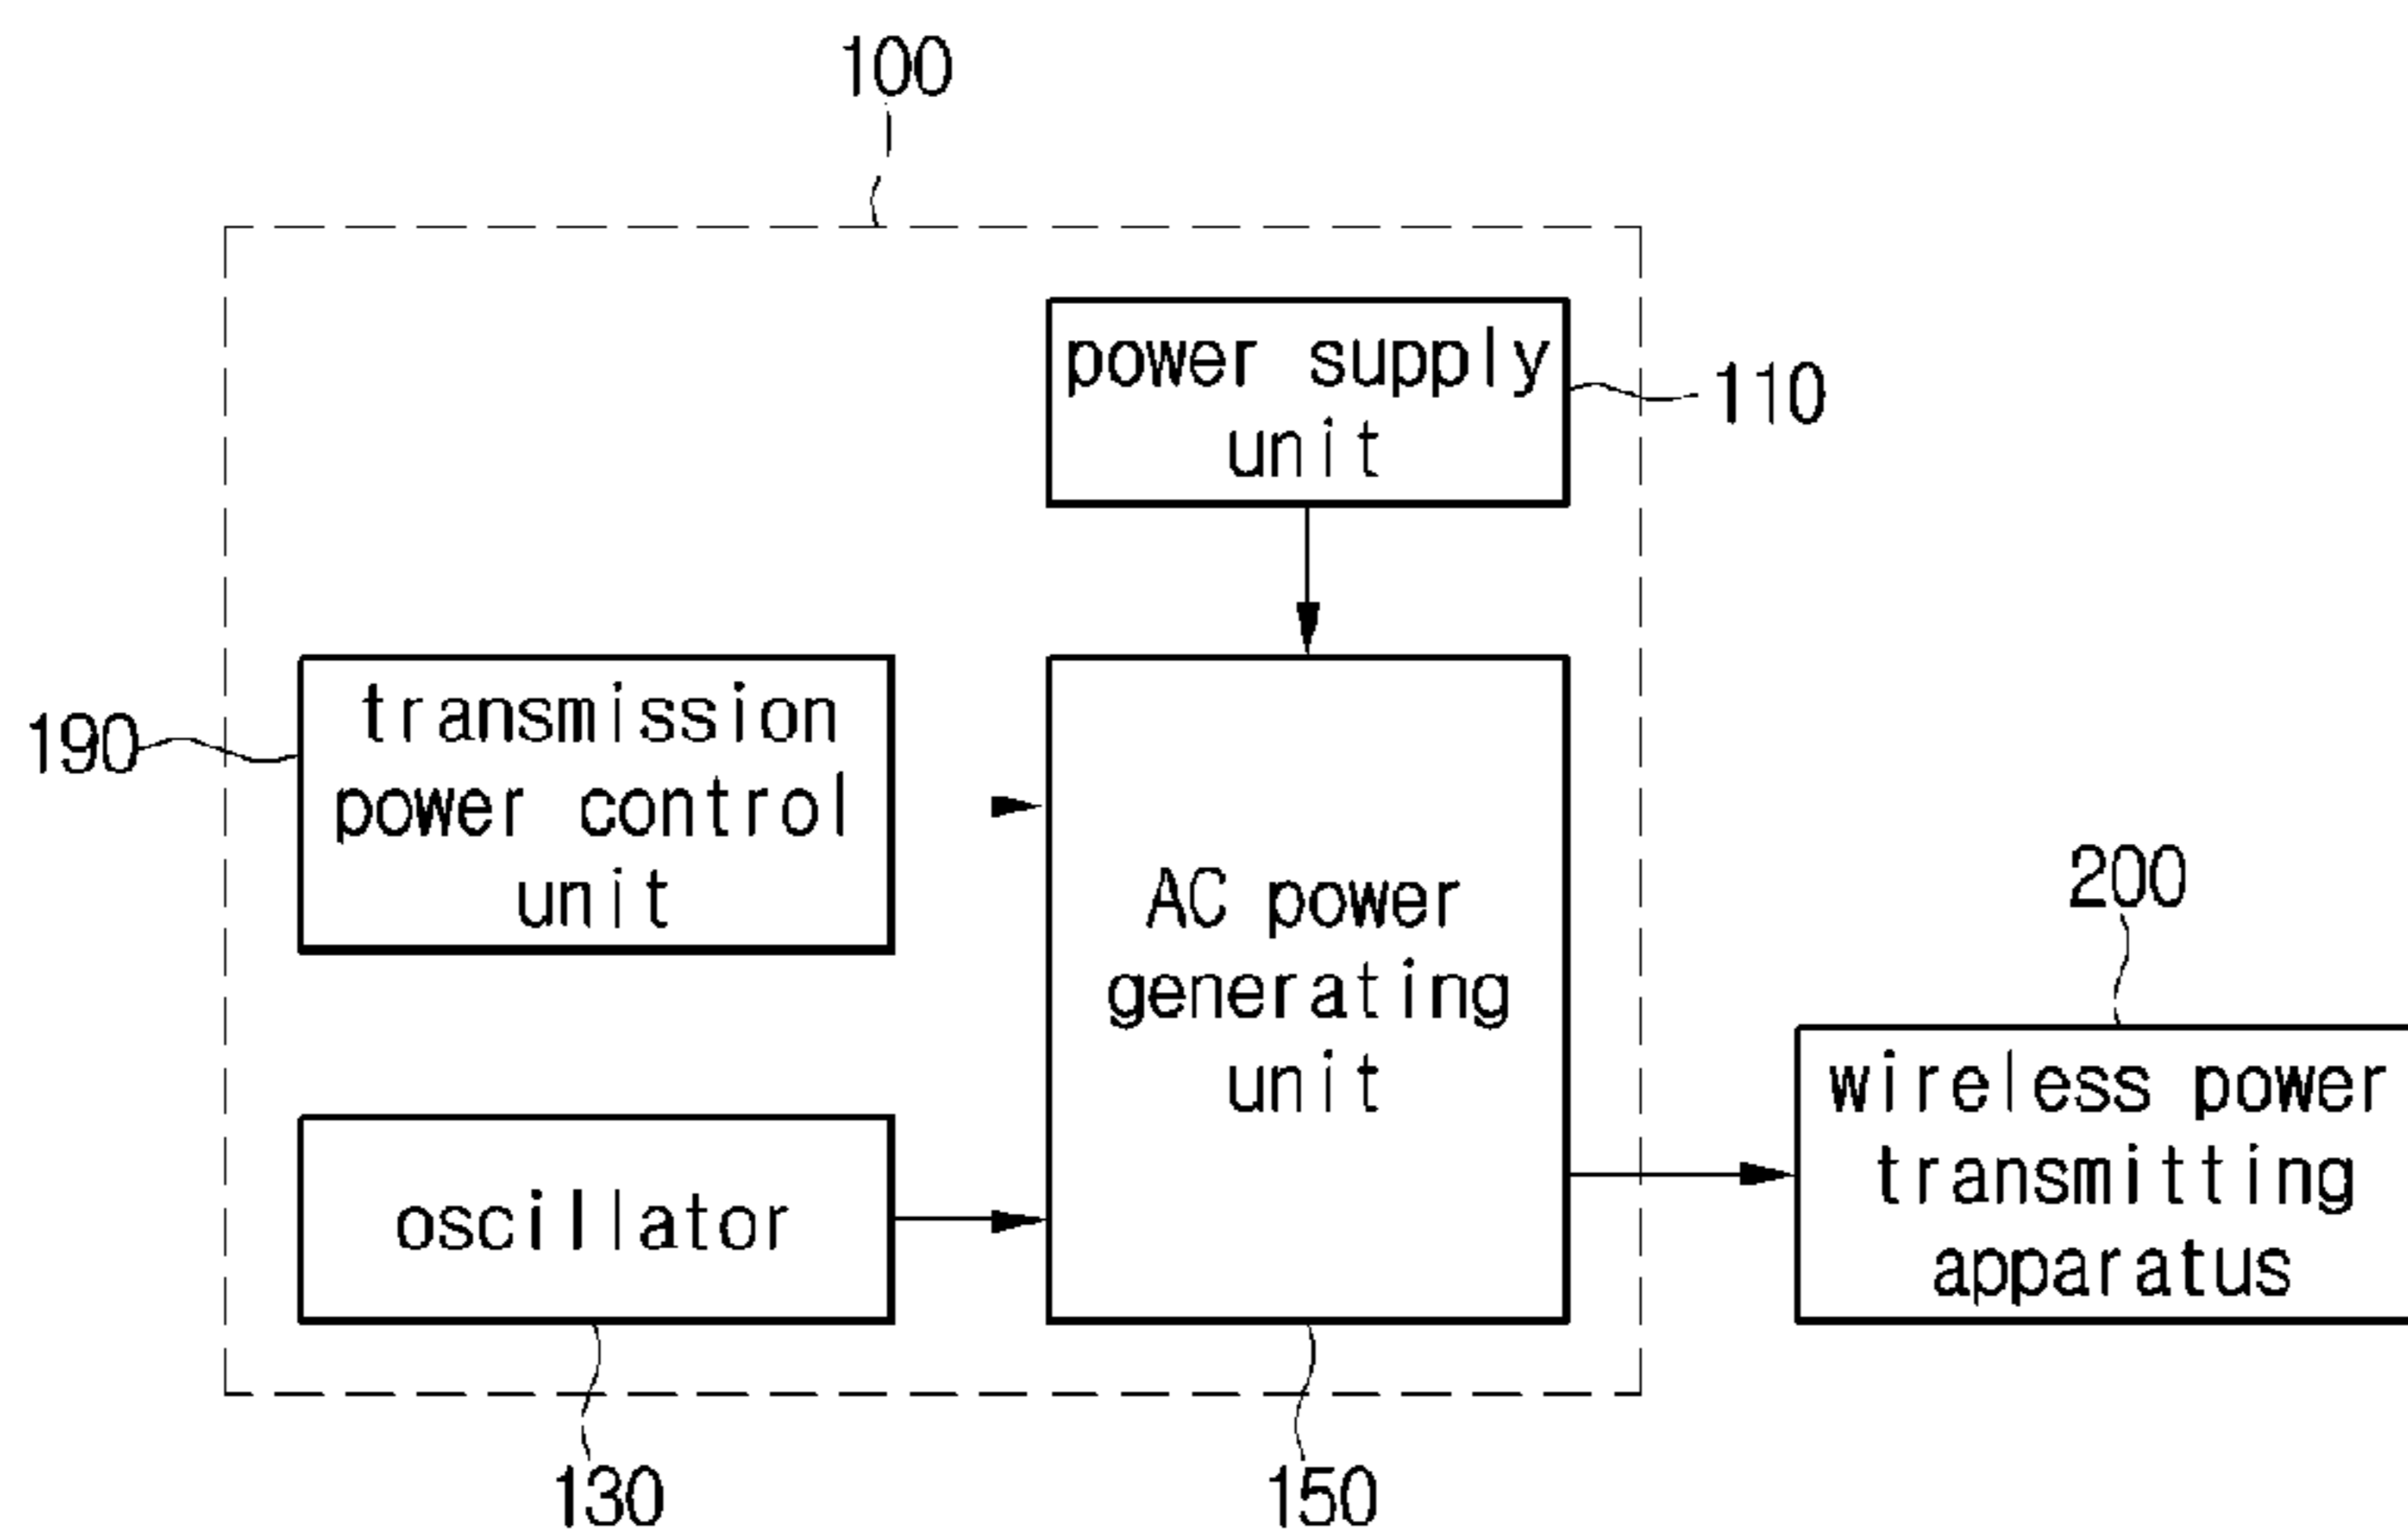 100
power supply
unit
110
transmission
power control
unit
190
AC power
generating
unit
200
wireless power
transmitting
apparatus
oscillator
130
150